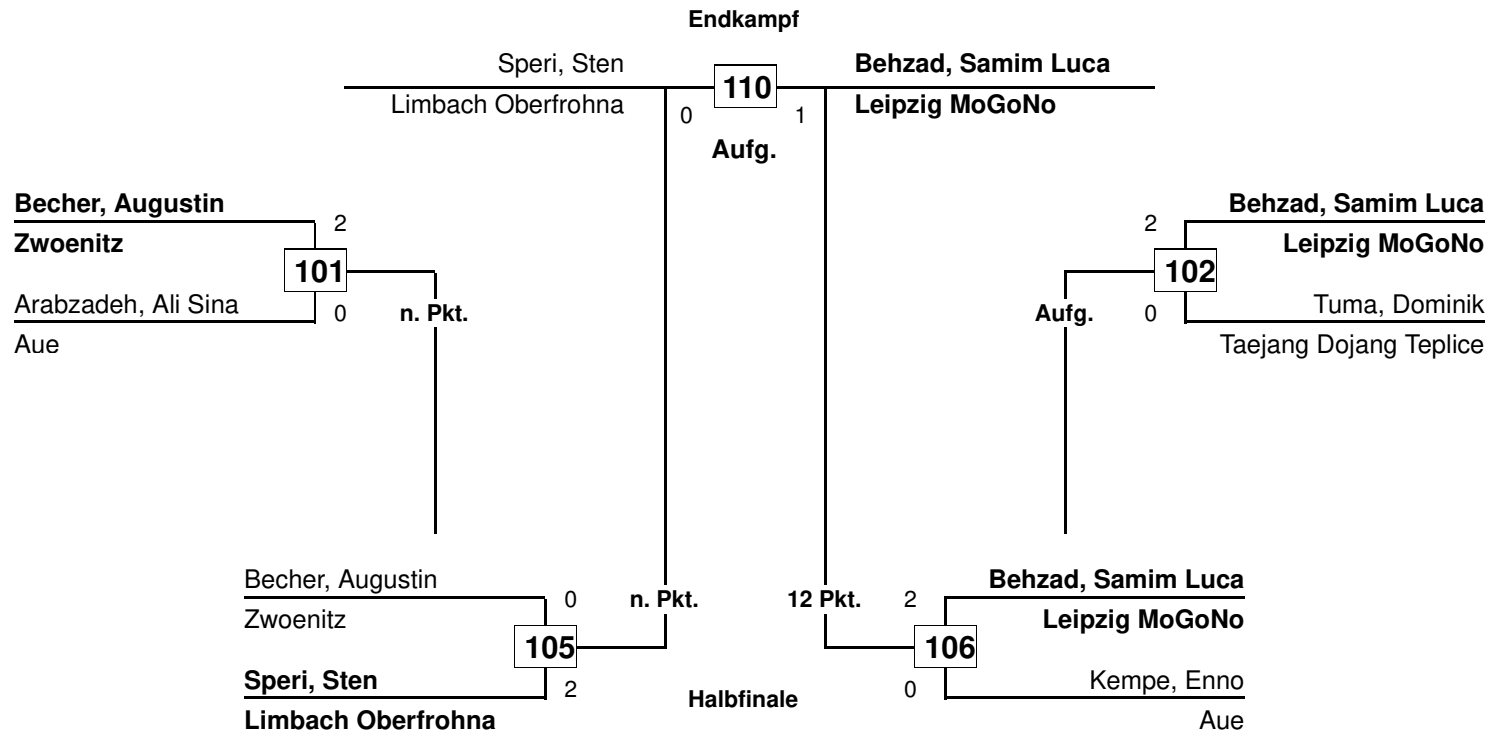 Endkampf
Speri, Sten
Limbach Oberfrohna
0
110
1
Aufg.
Behzad, Samim Luca
Leipzig MoGoNo
Becher, Augustin
Zwoenitz
2
101
Arabzadeh, Ali Sina
Aue
0
n. Pkt.
2
Behzad, Samim Luca
Leipzig MoGoNo
102
Aufg.
0
Tuma, Dominik
Taejang Dojang Teplice
Becher, Augustin
Zwoenitz
0
105
Speri, Sten
Limbach Oberfrohna
2
n. Pkt.
12 Pkt.
Halbfinale
2
Behzad, Samim Luca
Leipzig MoGoNo
106
0
Kempe, Enno
Aue